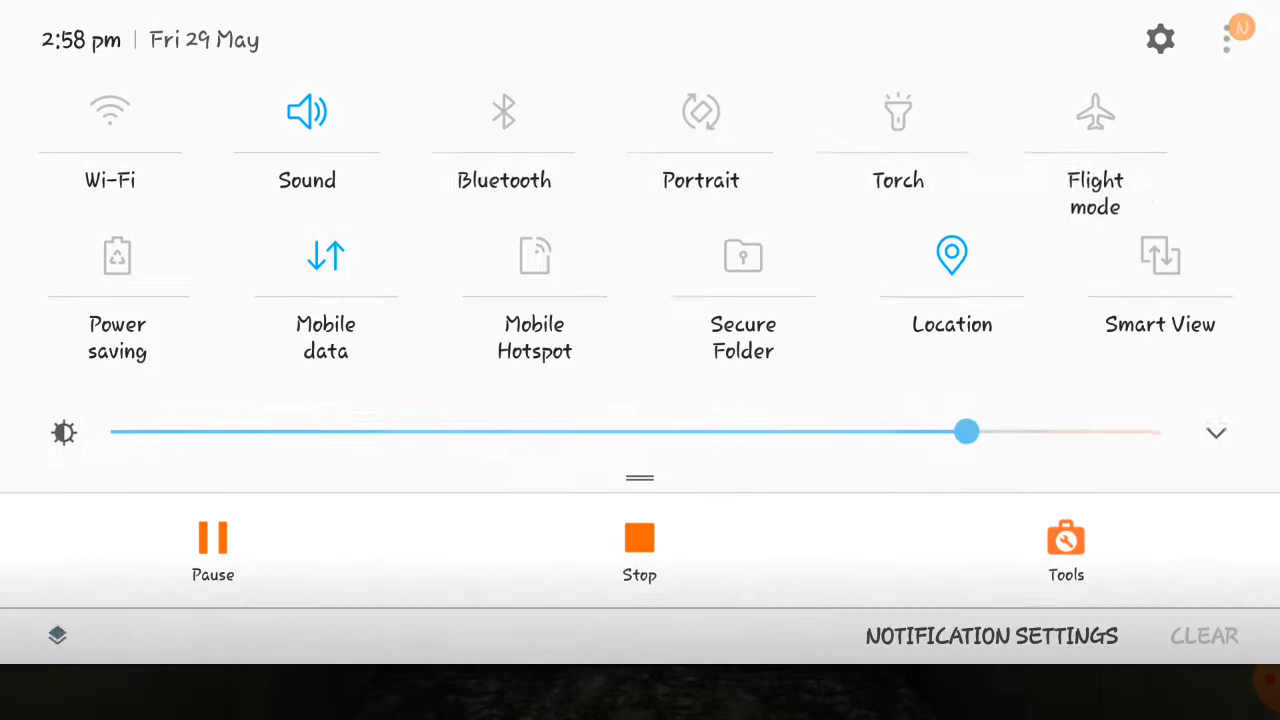 2:58 pm | Fri 29 May
N
Wi-Fi Sound Bluetooth Portrait Torch Flight mode
Power saving Mobile data Mobile Hotspot Secure Folder Location Smart View
Pause Stop Tools
NOTIFICATION SETTINGS CLEAR